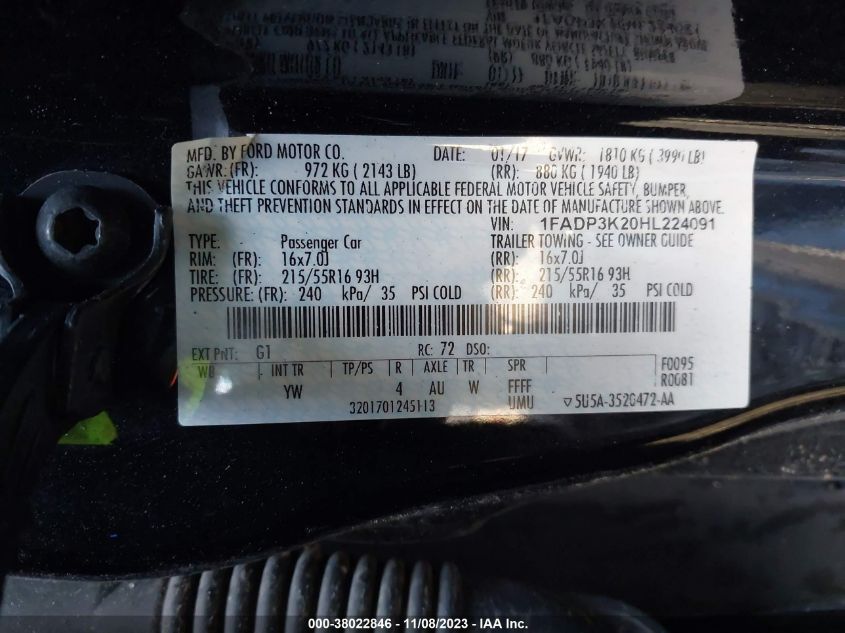 MFD. BY FORD MOTOR CO. DATE: 01/17 GVWR: 1810 KG ( 3990 LB)
GAWR: (FR): 972 KG ( 2143 LB) (RR): 880 KG ( 1940 LB)
THIS VEHICLE CONFORMS TO ALL APPLICABLE FEDERAL MOTOR VEHICLE SAFETY, BUMPER,
AND THEFT PREVENTION STANDARDS IN EFFECT ON THE DATE OF MANUFACTURE SHOWN ABOVE.
VIN: 1FADP3K20HL224091
TYPE: Passenger Car TRAILER TOWING - SEE OWNER GUIDE
RIM: (FR): 16x7.0J (RR): 16x7.0J
TIRE: (FR): 215/55R16 93H (RR): 215/55R16 93H
PRESSURE: (FR): 240 kPa/ 35 PSI COLD (RR): 240 kPa/ 35 PSI COLD
EXT PNT: G1 RC: 72 DSO:
WB INT TR TP/PS R AXLE TR SPR F0095
R0081
YW 4 AU W FFFF
3201701245113 UMU ▽5U5A-3520472-AA
000-38022846 - 11/08/2023 - IAA Inc.